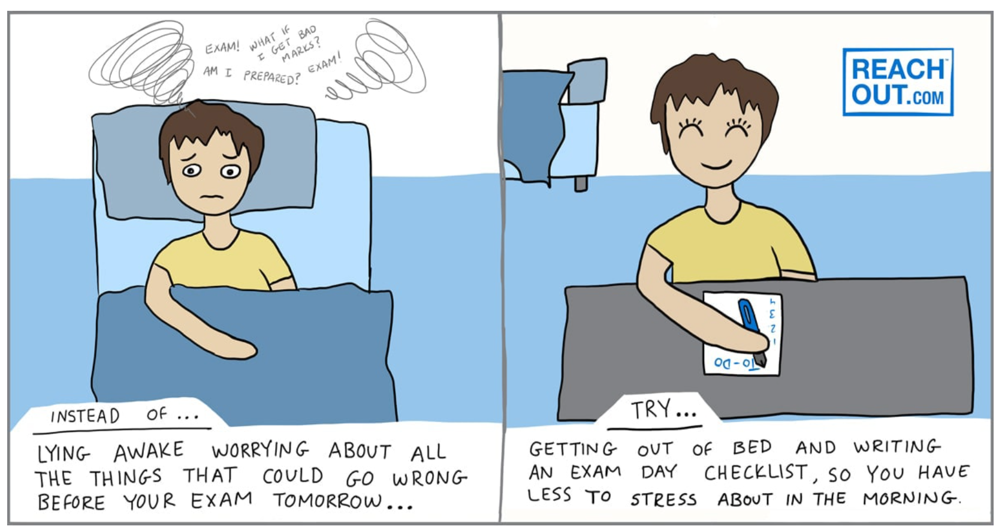 EXAM! WHAT IF
I GET BAD
MARKS?
AM I PREPARED? EXAM!
INSTEAD OF...
LYING AWAKE WORRYING ABOUT ALL
THE THINGS THAT COULD GO WRONG
BEFORE YOUR EXAM TOMORROW...
REACH™
OUT.COM
4
3
2
1
TO-DO
TRY...
GETTING OUT OF BED AND WRITING
AN EXAM DAY CHECKLIST, SO YOU HAVE
LESS TO STRESS ABOUT IN THE MORNING.